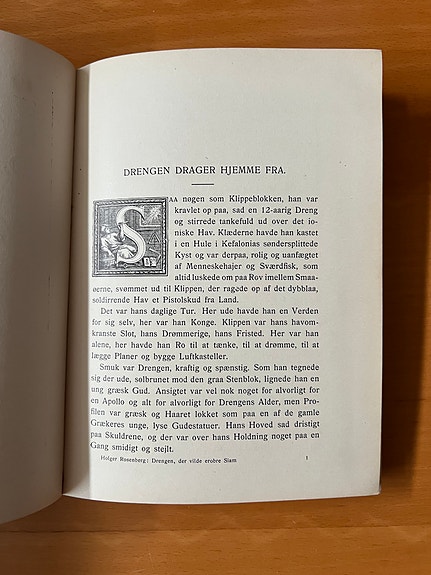 DRENGEN DRAGER HJEMME FRA.
SAA nogen som Klippeblokken, han var
kravlet op paa, sad en 12-aarig Dreng
og stirrede tankefuld ud over det io-
niske Hav. Klæderne havde han kastet
i en Hule i Kefalonias søndersplittede
Kyst og var derpaa, rolig og uanfægtet
af Menneskehajer og Sværdfisk, som
altid luskede om paa Rov imellem Smaa-
øerne, svømmet ud til Klippen, der ragede op af det dybblaa,
soldirrende Hav et Pistolskud fra Land.
Det var hans daglige Tur. Her ude havde han en Verden
for sig selv, her var han Konge. Klippen var hans havom-
kranste Slot, hans Drømmerige, hans Fristed. Her var han
alene, her havde han Ro til at tænke, til at drømme, til at
lægge Planer og bygge Luftkasteller.
Smuk var Drengen, kraftig og spænstig. Som han tegnede
sig der ude, solbrunet mod den graa Stenblok, lignede han en
ung græsk Gud. Ansigtet var vel nok noget for alvorligt for
en Apollo og alt for alvorligt for Drengens Alder, men Pro-
filen var græsk og Haaret lokket som paa en af de gamle
Grækeres unge, lyse Gudestatuer. Hans Hoved sad dristigt
paa Skuldrene, og der var over hans Holdning noget paa en
Gang smidigt og stejlt.
Holger Rosenberg: Drengen, der vilde erobre Siam 1